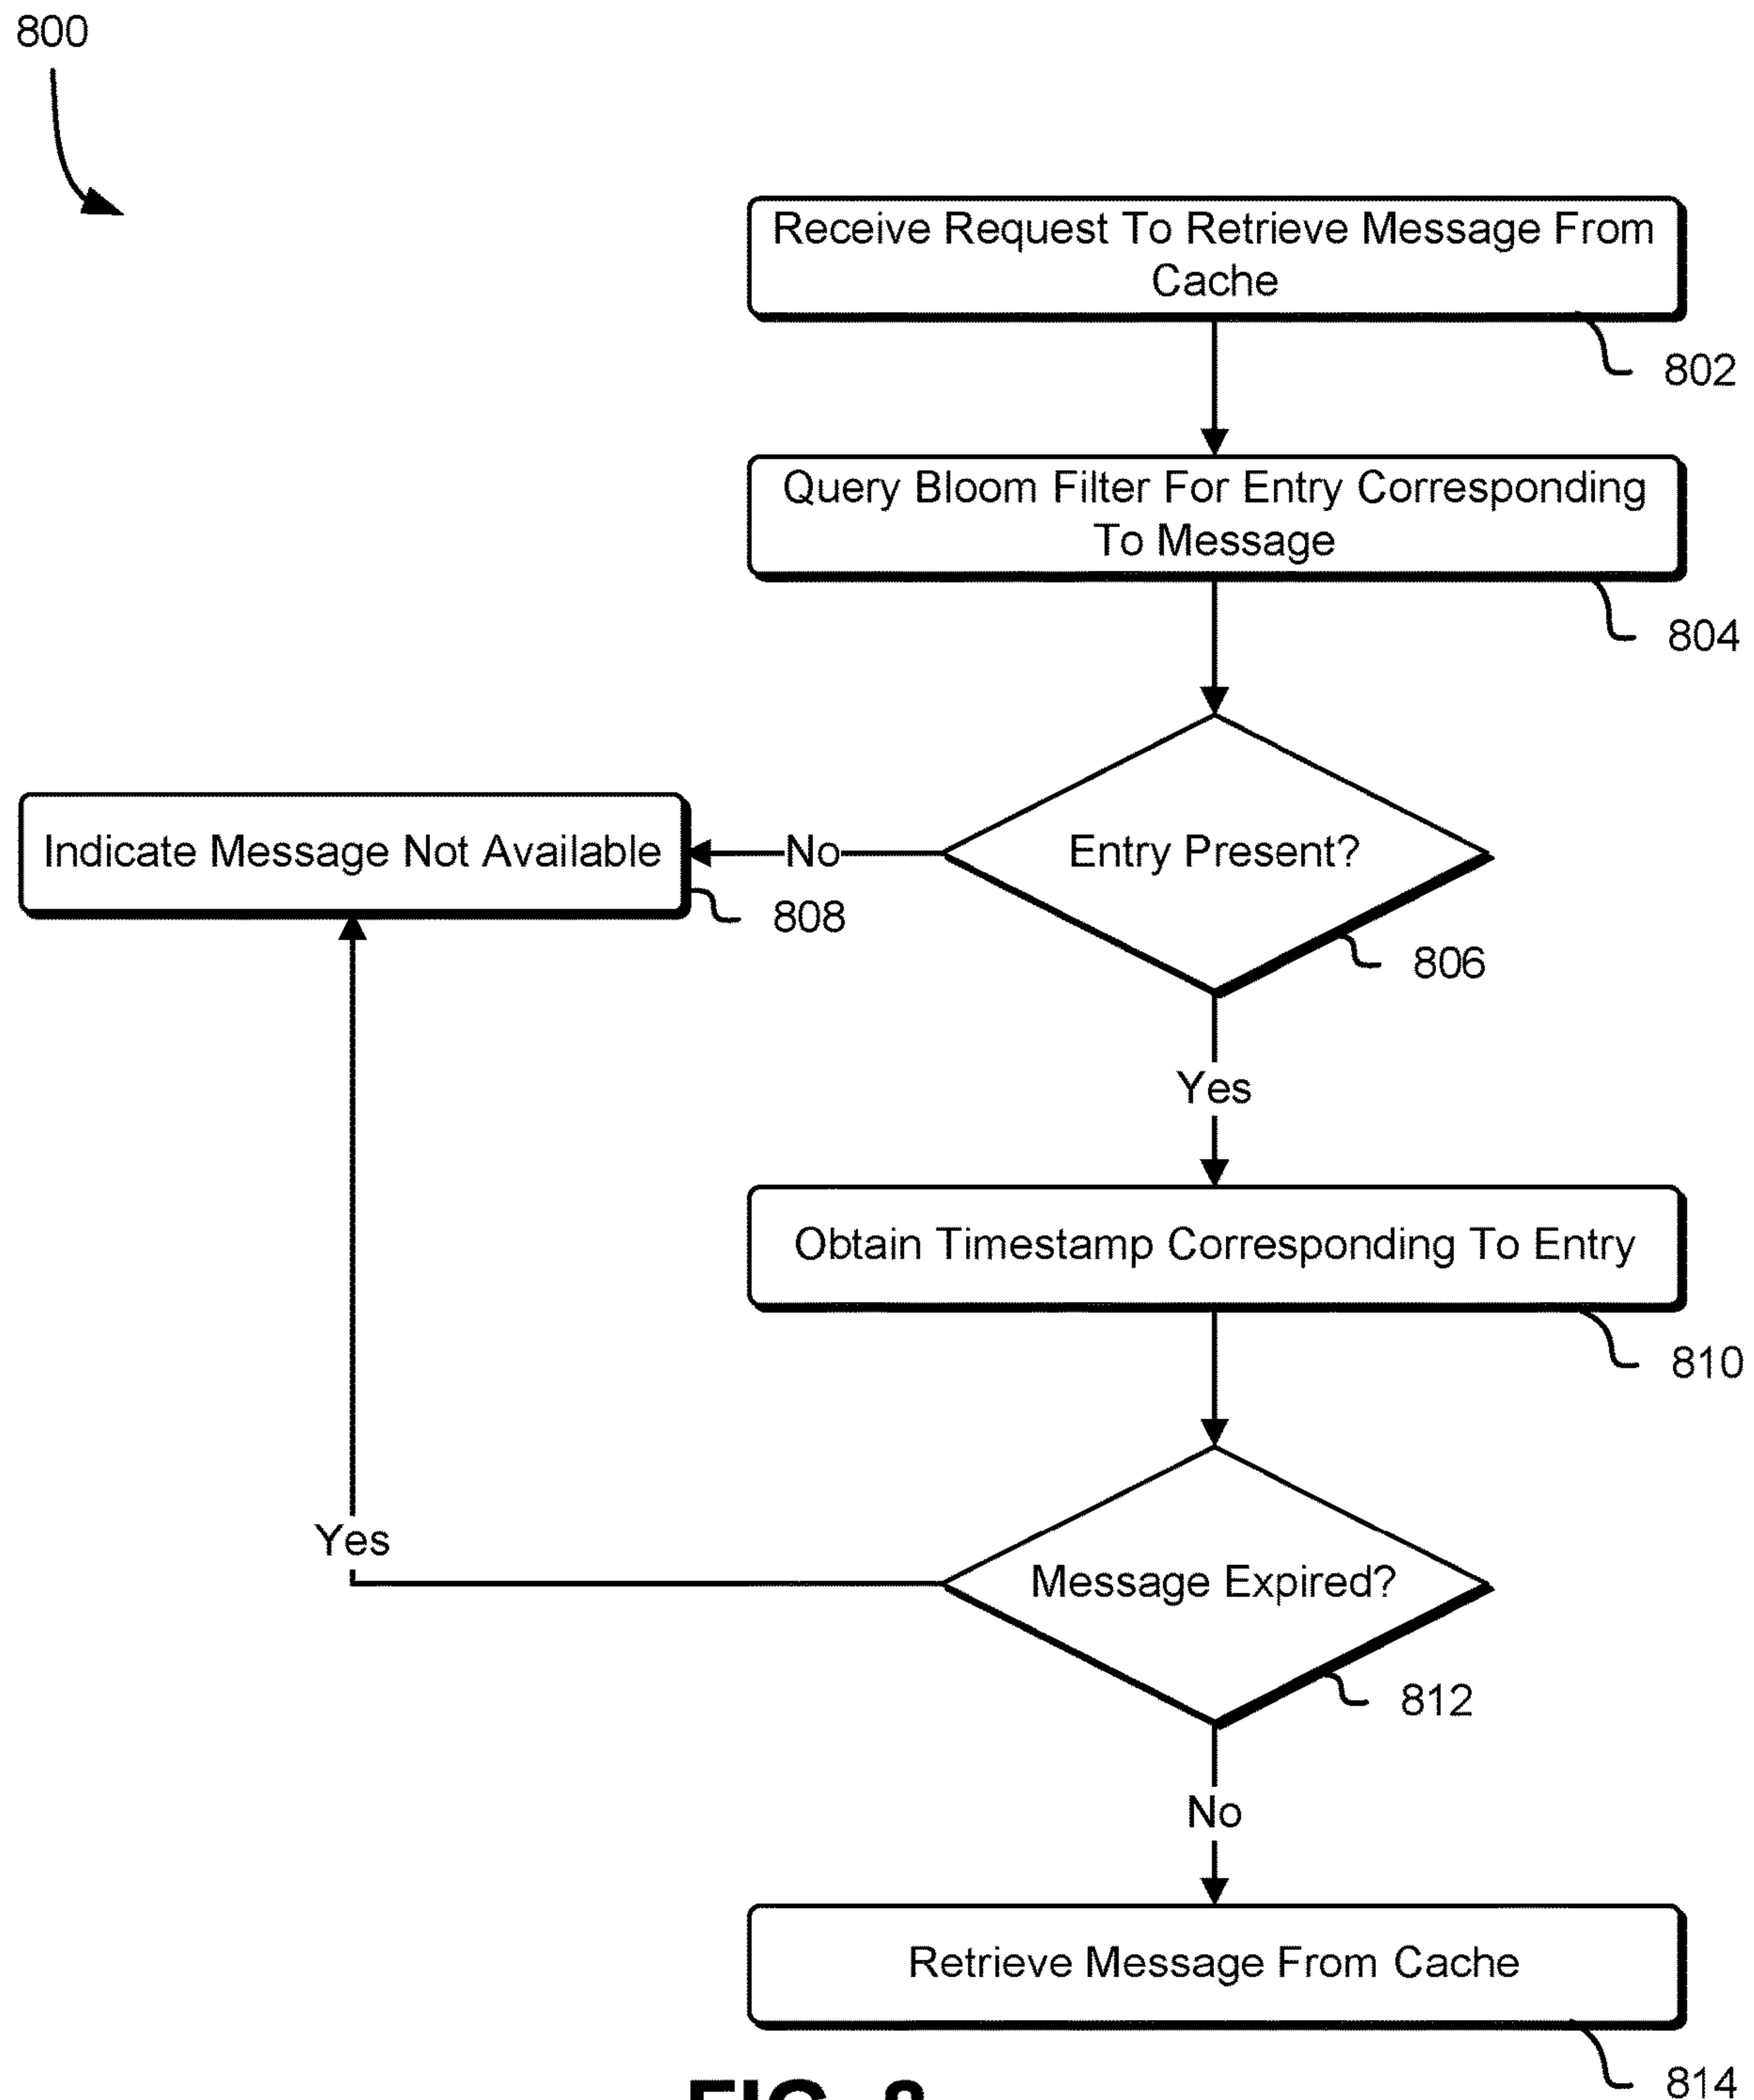 800
Receive Request To Retrieve Message From
Cache
802
Query Bloom Filter For Entry Corresponding
To Message
804
Entry Present?
No
Indicate Message Not Available
808
806
Yes
Obtain Timestamp Corresponding To Entry
810
Message Expired?
Yes
812
No
Retrieve Message From Cache
814
FIG. 8